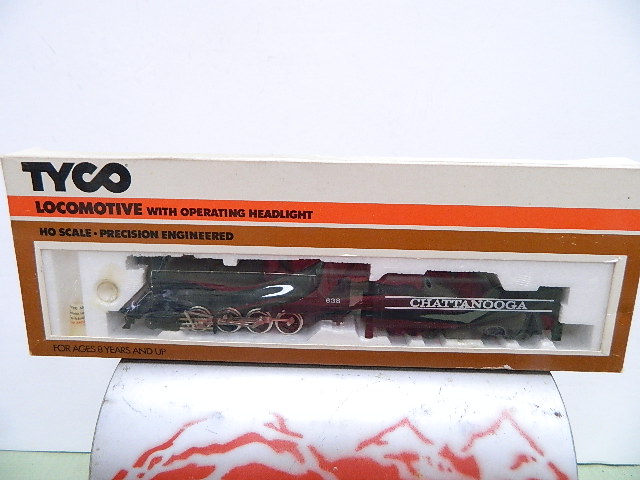 TYCO
LOCOMOTIVE WITH OPERATING HEADLIGHT
HO SCALE • PRECISION ENGINEERED
638
CHATTANOOGA
FOR AGES 8 YEARS AND UP